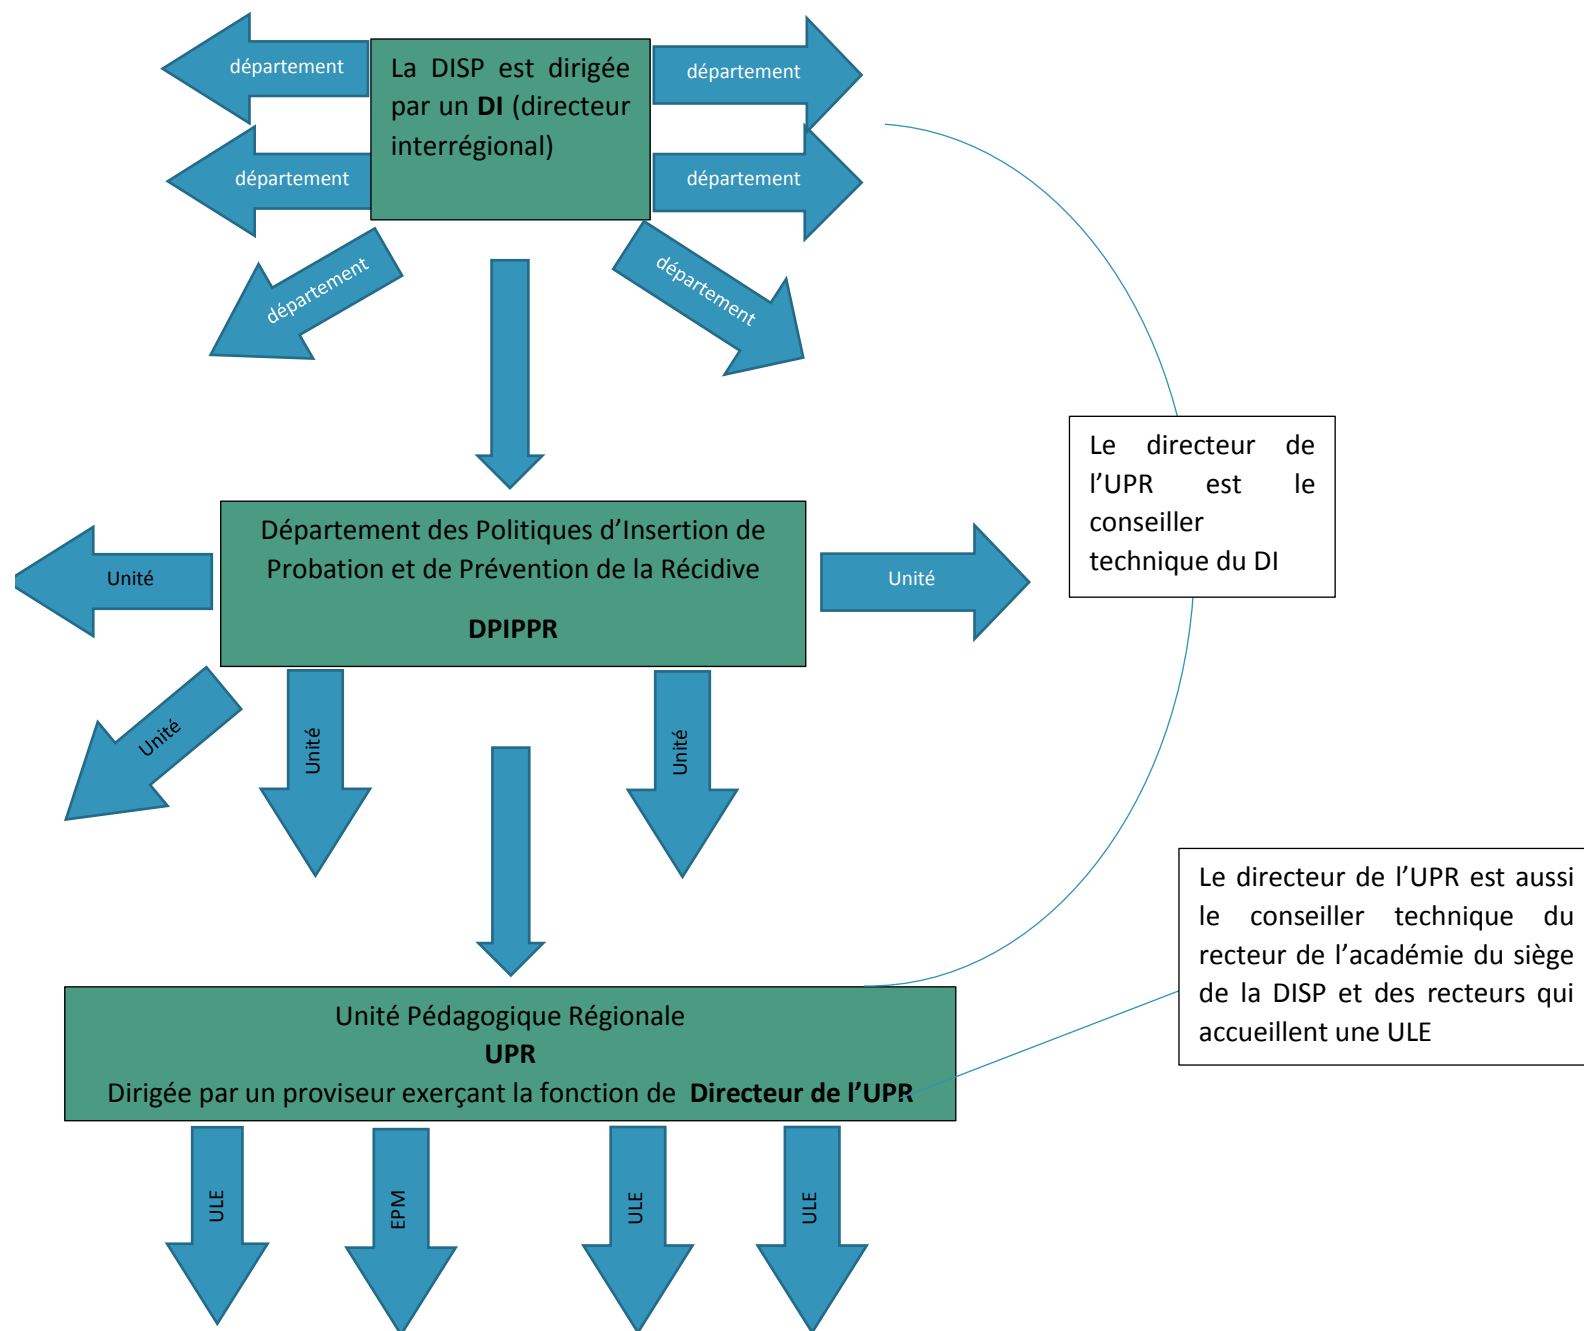 département
La DISP est dirigée
par un DI (directeur
interrégional)
département
département
département
département
département
Le directeur de
l’UPR est le
conseiller
technique du DI
Département des Politiques d’Insertion de
Probation et de Prévention de la Récidive
DPIPPR
Unité
Unité
Unité
Unité
Unité
Le directeur de l’UPR est aussi
le conseiller technique du
recteur de l’académie du siège
de la DISP et des recteurs qui
accueillent une ULE
Unité Pédagogique Régionale
UPR
Dirigée par un proviseur exerçant la fonction de Directeur de l’UPR
ULE
EPM
ULE
ULE